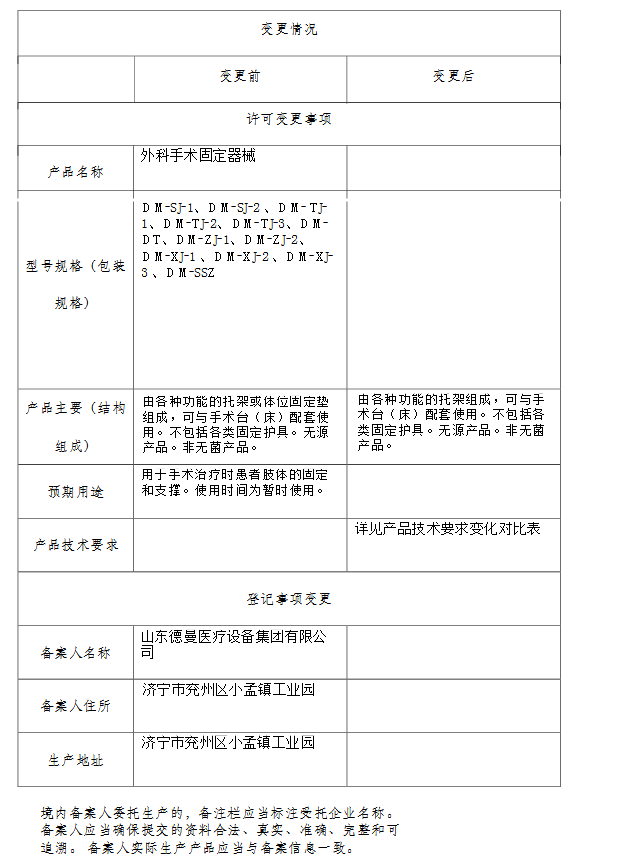 变更情况
变更前
变更后
许可变更事项
产品名称
外科手术固定器械
型号规格（包装
规格）
DM-SJ-1、DM-SJ-2、DM-TJ-
1、DM-TJ-2、DM-TJ-3、DM-
DT、DM-ZJ-1、DM-ZJ-2、
DM-XJ-1、DM-XJ-2、DM-XJ-
3、DM-SSZ
产品主要（结构
组成）
由各种功能的托架或体位固定垫
组成，可与手术台（床）配套使
用。不包括各类固定护具。无源
产品。非无菌产品。
由各种功能的托架组成，可与手
术台（床）配套使用。不包括各
类固定护具。无源产品。非无菌
产品。
预期用途
用于手术治疗时患者肢体的固定
和支撑。使用时间为暂时使用。
产品技术要求
详见产品技术要求变化对比表
登记事项变更
备案人名称
山东德曼医疗设备集团有限公
司
备案人住所
济宁市兖州区小孟镇工业园
生产地址
济宁市兖州区小孟镇工业园
境内备案人委托生产的，备注栏应当标注受托企业名称。
备案人应当确保提交的资料合法、真实、准确、完整和可
追溯。 备案人实际生产产品应当与备案信息一致。